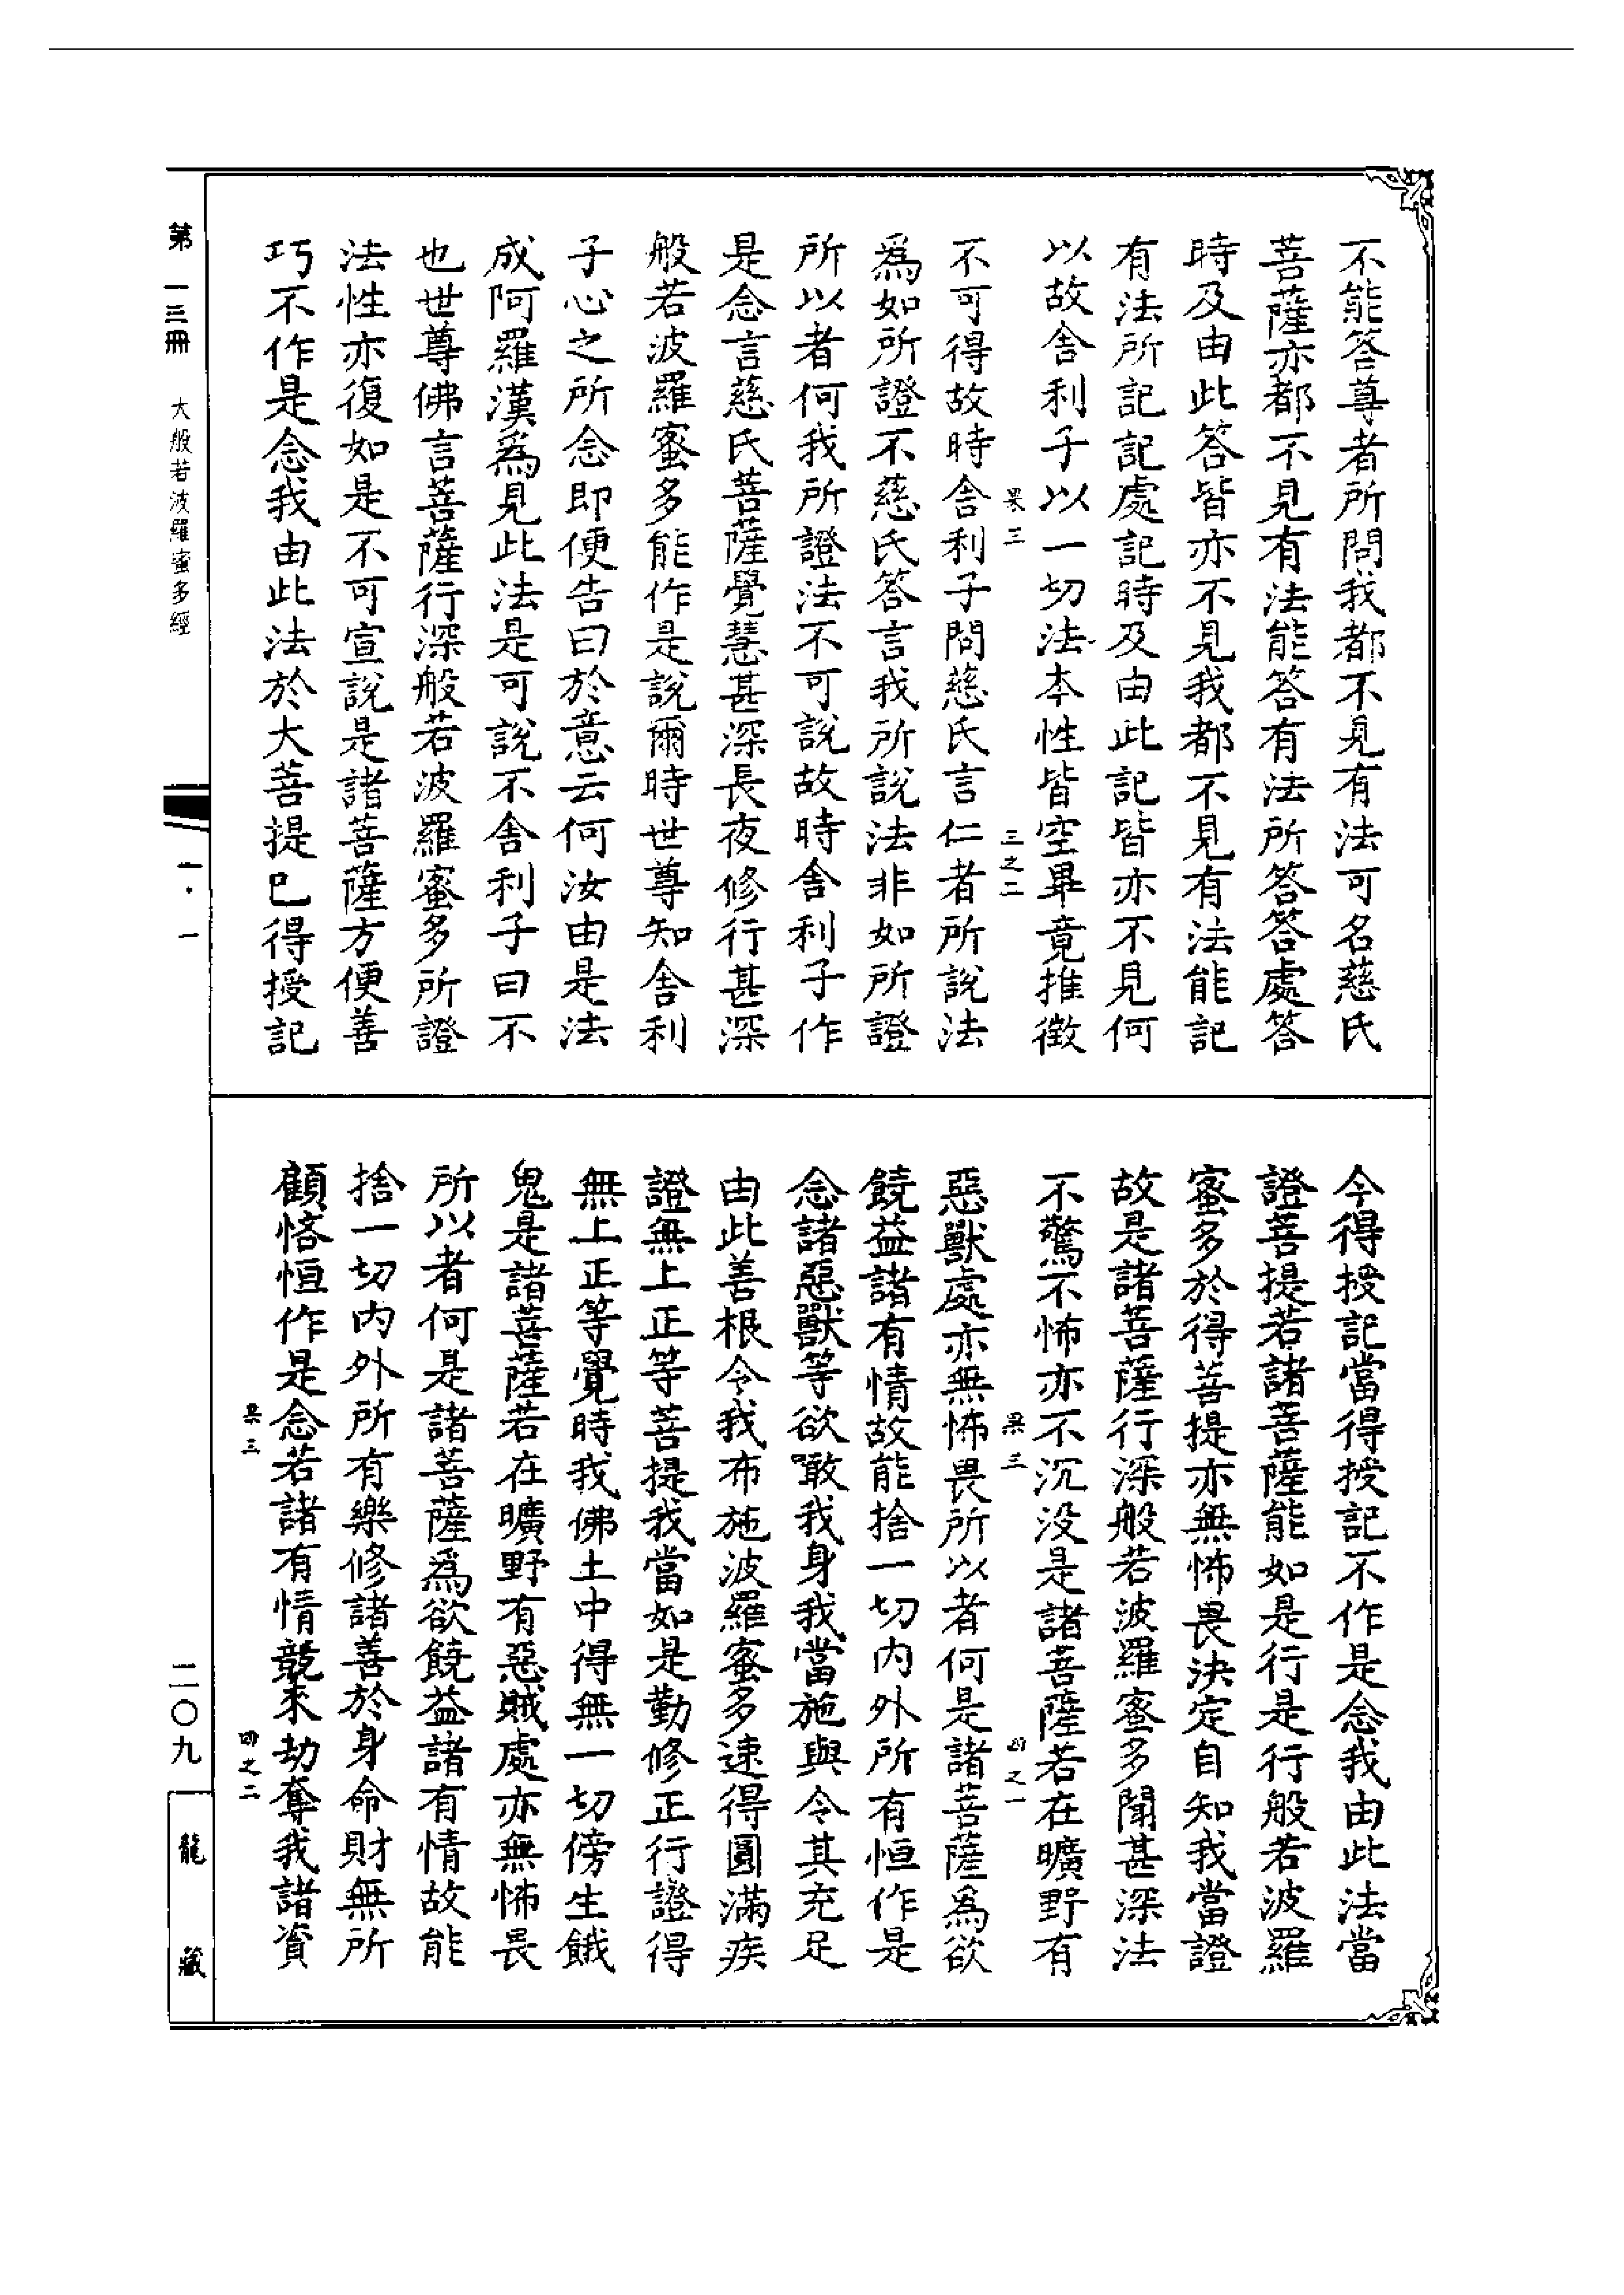 不能答尊者所問我都不見有法可名慈氏
菩薩亦都不見有法能答有法所答答處答
時及由此答皆亦不見我都不見有法能記
有法所記記處記時及由此記皆亦不見何
以故舍利子以一切法本性皆空畢竟推徵
果三
三之二
不可得故時舍利子問慈氏言仁者所說法
爲如所證不慈氏答言我所說法非如所證
所以者何我所證法不可說故時舍利子作
是念言慈氏菩薩覺慧甚深長夜修行甚深
般若波羅蜜多能作是說爾時世尊知舍利
子心之所念即便告曰於意云何汝由是法
成阿羅漢爲見此法是可說不舍利子曰不
也世尊佛言菩薩行深般若波羅蜜多所證
法性亦復如是不可宣說是諸菩薩方便善
巧不作是念我由此法於大菩提已得授記
今得授記當得授記不作是念我由此法當
證菩提若諸菩薩能如是行是行般若波羅
蜜多於得菩提亦無怖畏決定自知我當證
故是諸菩薩行深般若波羅蜜多聞甚深法
不驚不怖亦不沉没是諸菩薩若在曠野有
果三
四之一
惡獸處亦無怖畏所以者何是諸菩薩爲欲
饒益諸有情故能捨一切内外所有恒作是
念諸惡獸等欲噉我身我當施與令其充足
由此善根令我布施波羅蜜多速得圓滿疾
證無上正等菩提我當如是勤修正行證得
無上正等覺時我佛土中得無一切傍生餓
鬼是諸菩薩若在曠野有惡賊處亦無怖畏
所以者何是諸菩薩爲欲饒益諸有情故能
捨一切内外所有樂修諸善於身命財無所
顧悋恒作是念若諸有情競來劫奪我諸資
果三
四之二
第一三冊
大般若波羅蜜多經
一·一
二〇九
龍藏